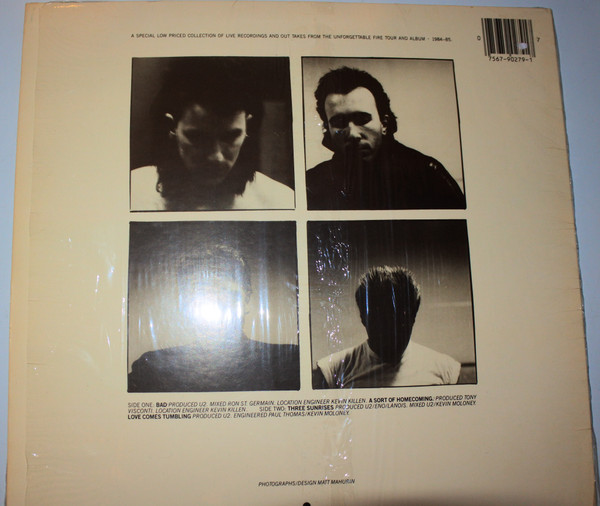 A SPECIAL LOW PRICED COLLECTION OF LIVE RECORDINGS AND OUT TAKES FROM THE UNFORGETTABLE FIRE TOUR AND ALBUM - 1984-85.
D 7
7567-90279-1
SIDE ONE: BAD PRODUCED U2. MIXED RON ST. GERMAIN. LOCATION ENGINEER KEVIN KILLEN. A SORT OF HOMECOMING. PRODUCED TONY
VISCONTI. LOCATION ENGINEER KEVIN KILLEN. SIDE TWO: THREE SUNRISES PRODUCED U2/ENO/LANOIS. MIXED U2/KEVIN MOLONEY.
LOVE COMES TUMBLING PRODUCED U2. ENGINEERED PAUL THOMAS/KEVIN MOLONEY.
PHOTOGRAPHS/DESIGN MATT MAHURIN